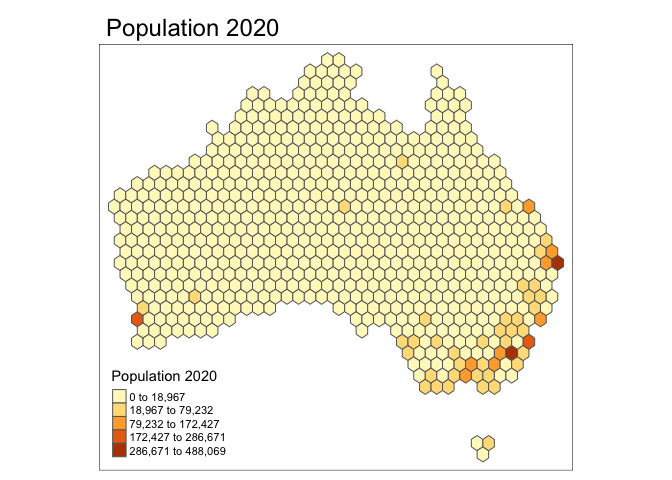 Population 2020
Population 2020
0 to 18,967
18,967 to 79,232
79,232 to 172,427
172,427 to 286,671
286,671 to 488,069